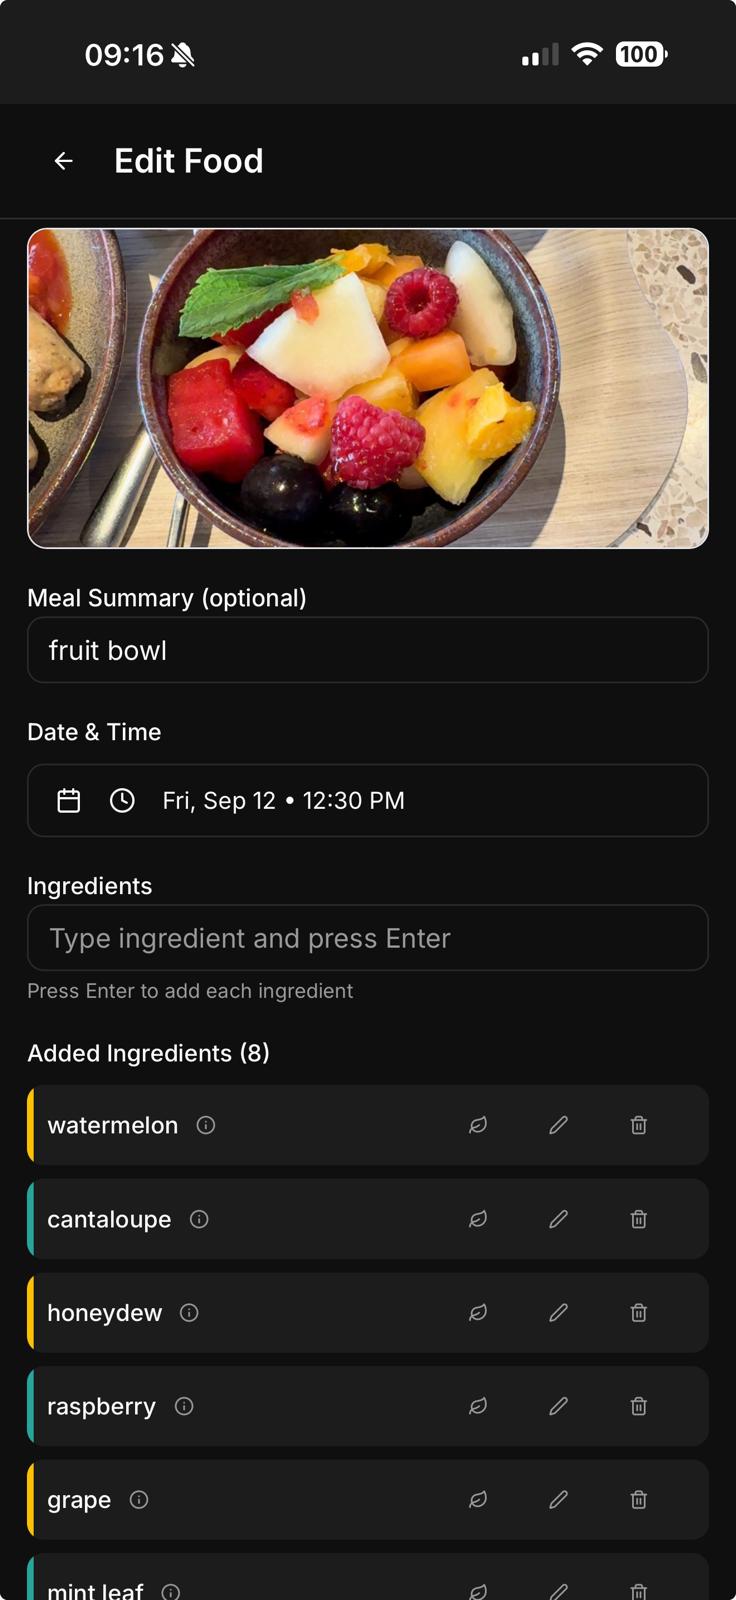 09:16
100
Edit Food
Meal Summary (optional)
fruit bowl
Date & Time
Fri, Sep 12 • 12:30 PM
Ingredients
Type ingredient and press Enter
Press Enter to add each ingredient
Added Ingredients (8)
watermelon
cantaloupe
honeydew
raspberry
grape
mint leaf